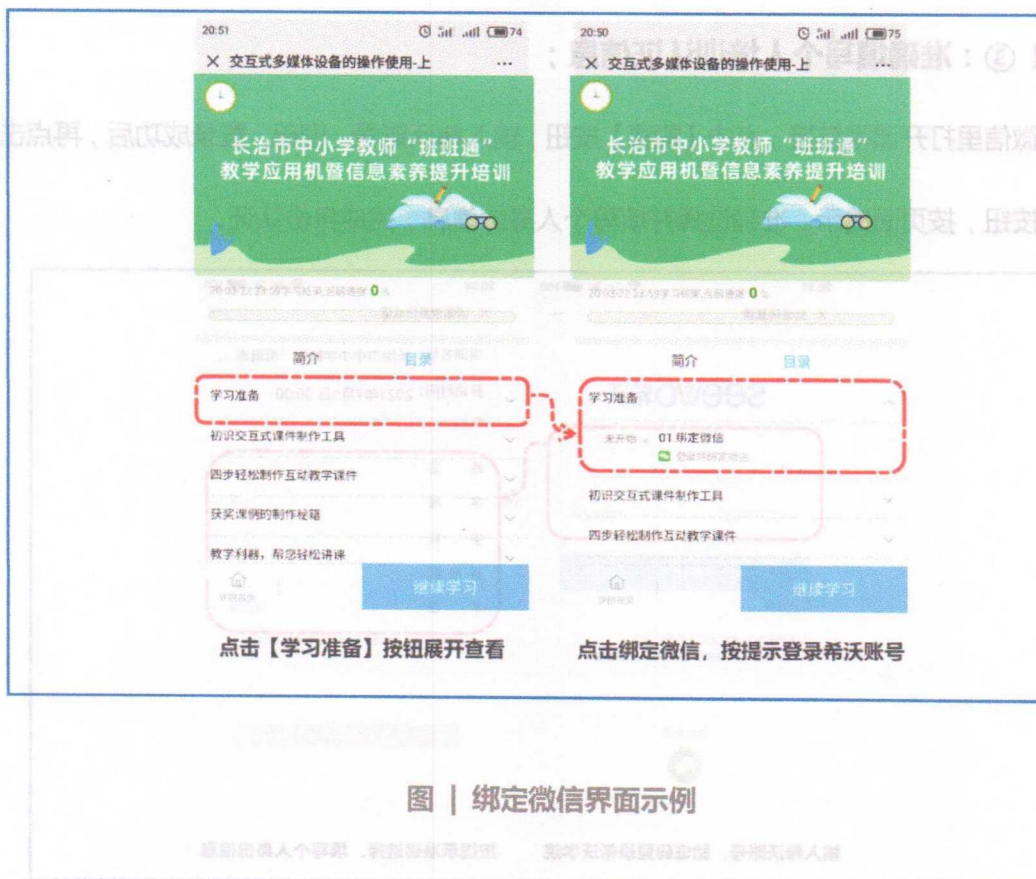 20:51
74
× 交互式多媒体设备的操作使用-上 ...
长治市中小学教师“班班通”
教学应用机暨信息素养提升培训
0 %
简介 目录
学习准备
初识交互式课件制作工具
四步轻松制作互动教学课件
获奖课例的制作秘籍
教学利器，帮您轻松讲课
继续学习
点击【学习准备】按钮展开查看
20:50
75
× 交互式多媒体设备的操作使用-上 ...
长治市中小学教师“班班通”
教学应用机暨信息素养提升培训
0 %
简介 目录
学习准备
未开始 01 绑定微信
初识交互式课件制作工具
四步轻松制作互动教学课件
继续学习
点击绑定微信，按提示登录希沃账号
图 | 绑定微信界面示例